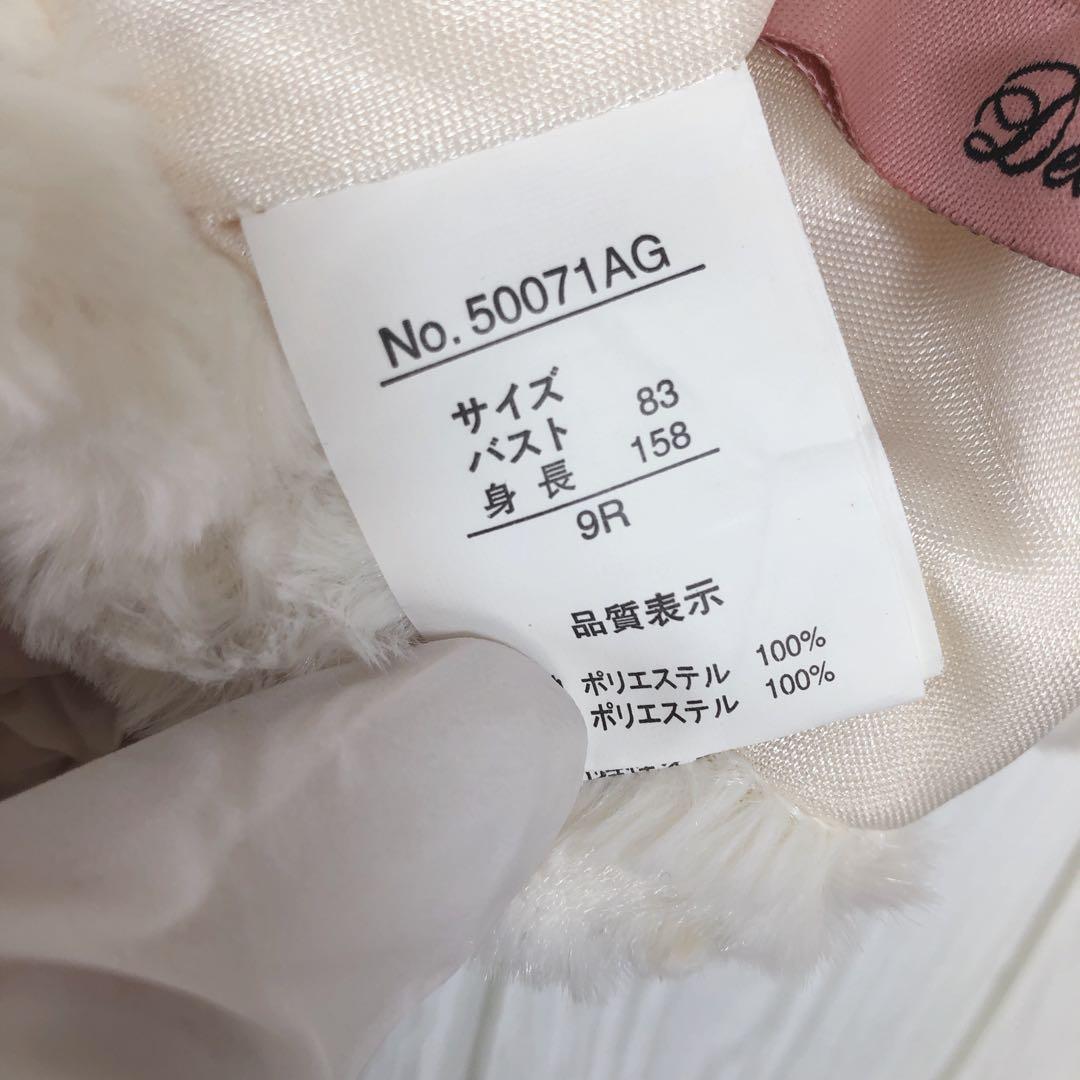 No. 50071AG
サイズ
バスト 83
身長 158
9R
品質表示
ポリエステル 100%
ポリエステル 100%